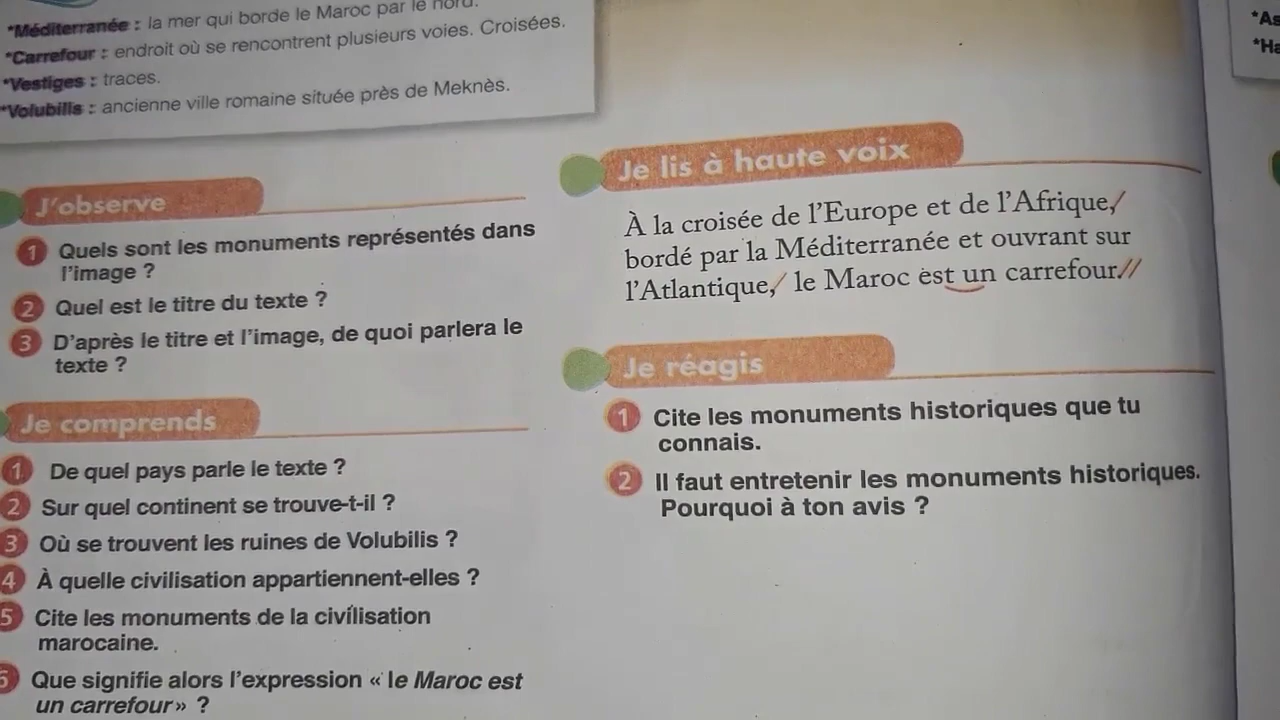 *Méditerranée : la mer qui borde le Maroc par le nord.
*Carrefour : endroit où se rencontrent plusieurs voies. Croisées.
*Vestiges : traces.
*Volubilis : ancienne ville romaine située près de Meknès.
J'observe
1 Quels sont les monuments représentés dans
l'image ?
2 Quel est le titre du texte ?
3 D'après le titre et l'image, de quoi parlera le
texte ?
Je comprends
1 De quel pays parle le texte ?
2 Sur quel continent se trouve-t-il ?
3 Où se trouvent les ruines de Volubilis ?
4 À quelle civilisation appartiennent-elles ?
5 Cite les monuments de la civilisation
marocaine.
6 Que signifie alors l'expression « le Maroc est
un carrefour » ?
Je lis à haute voix
À la croisée de l'Europe et de l'Afrique,/
bordé par la Méditerranée et ouvrant sur
l'Atlantique,/ le Maroc est un carrefour.//
Je réagis
1 Cite les monuments historiques que tu
connais.
2 Il faut entretenir les monuments historiques.
Pourquoi à ton avis ?
*As
*Ha